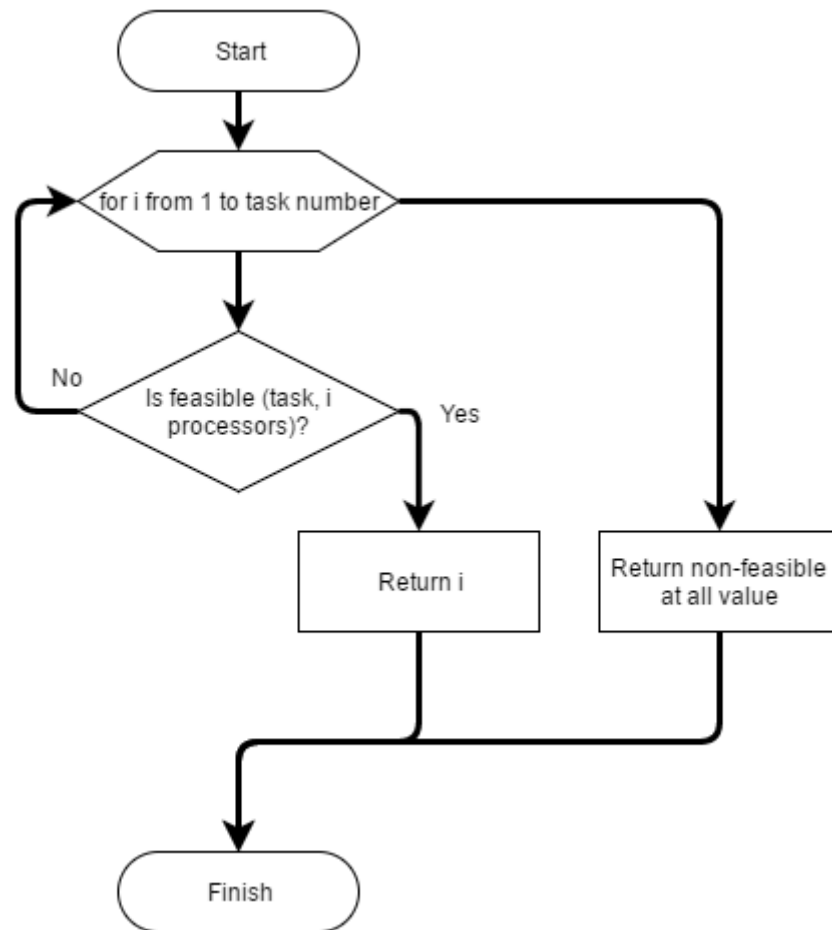 Start
for i from 1 to task number
No
Is feasible (task, i
processors)?
Yes
Return i
Return non-feasible
at all value
Finish